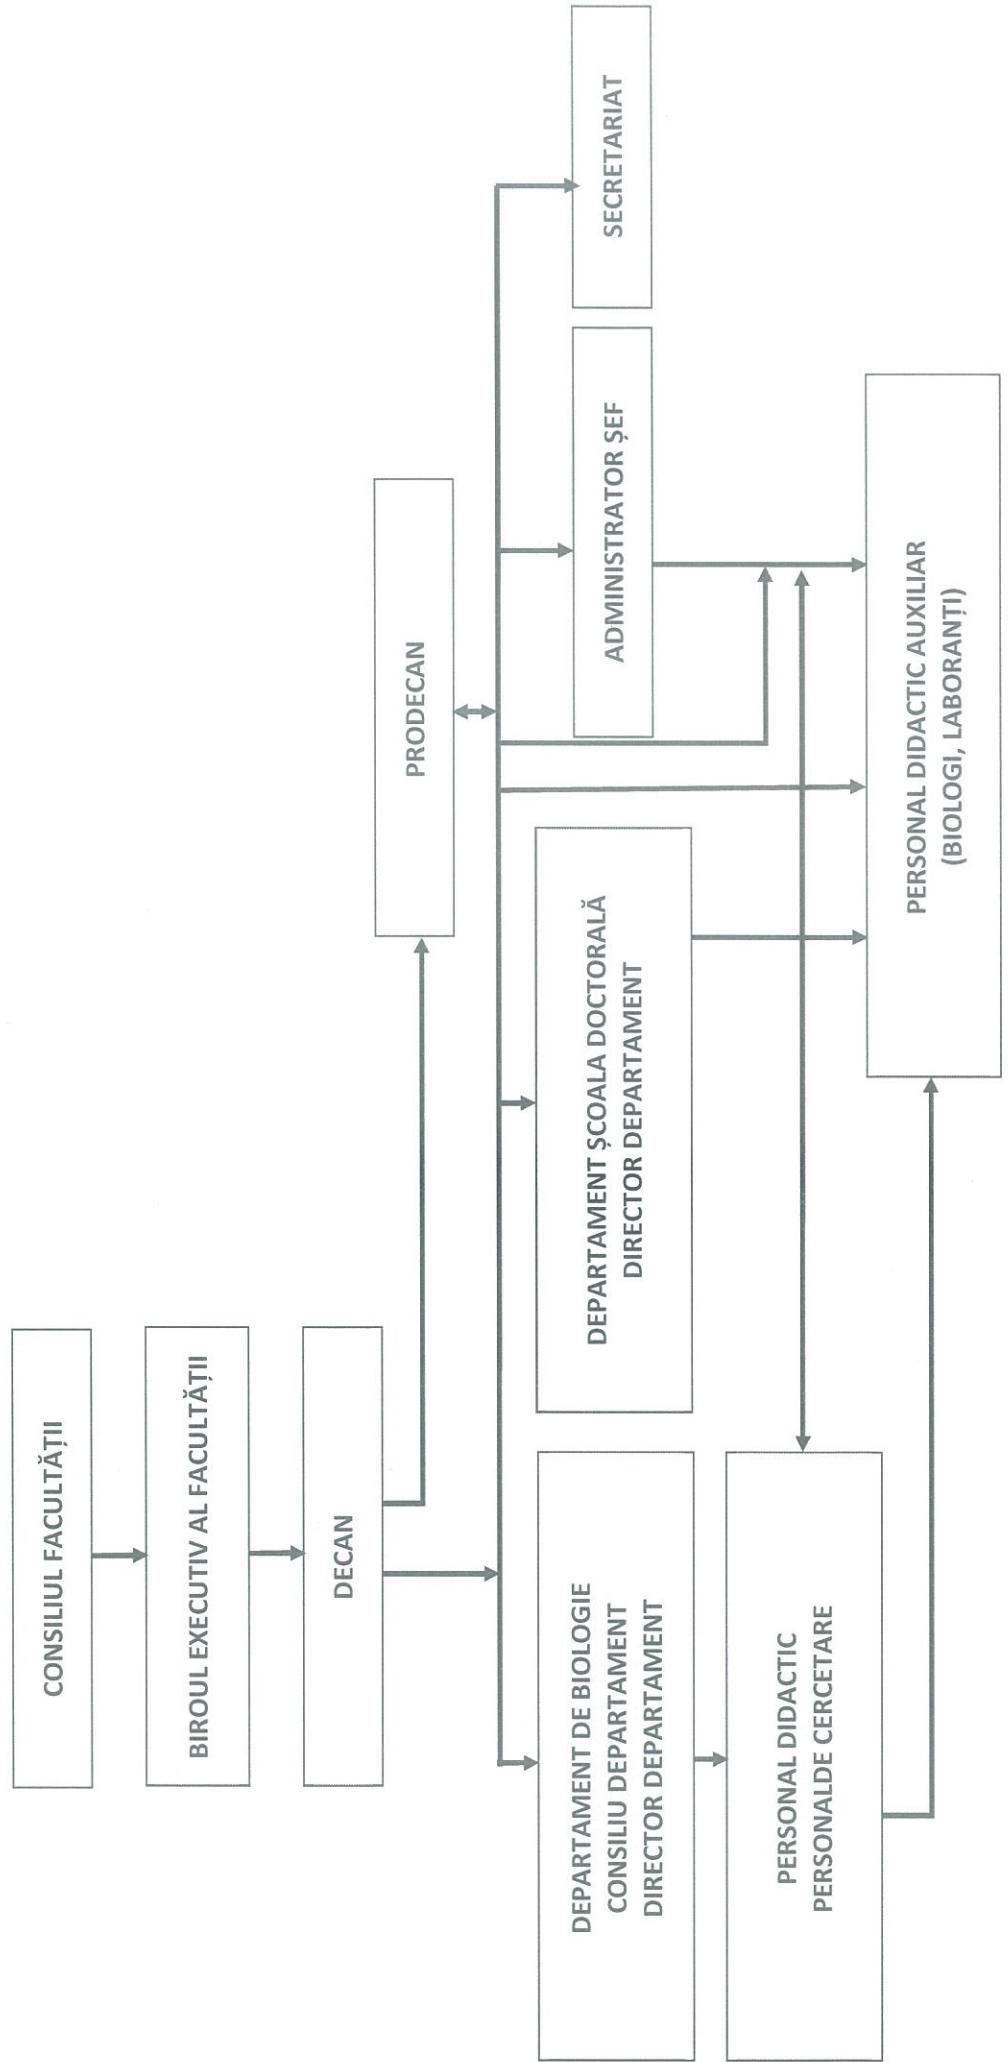 CONSILIUL FACULTĂȚII
BIROUL EXECUTIV AL FACULTĂȚII
DECAN
PRODECAN
DEPARTAMENT DE BIOLOGIE
CONSILIU DEPARTAMENT
DIRECTOR DEPARTAMENT
DEPARTAMENT ȘCOALA DOCTORALĂ
DIRECTOR DEPARTAMENT
ADMINISTRATOR ȘEF
SECRETARIAT
PERSONAL DIDACTIC
PERSONALDE CERCETARE
PERSONAL DIDACTIC AUXILIAR
(BIOLOGI, LABORANȚI)